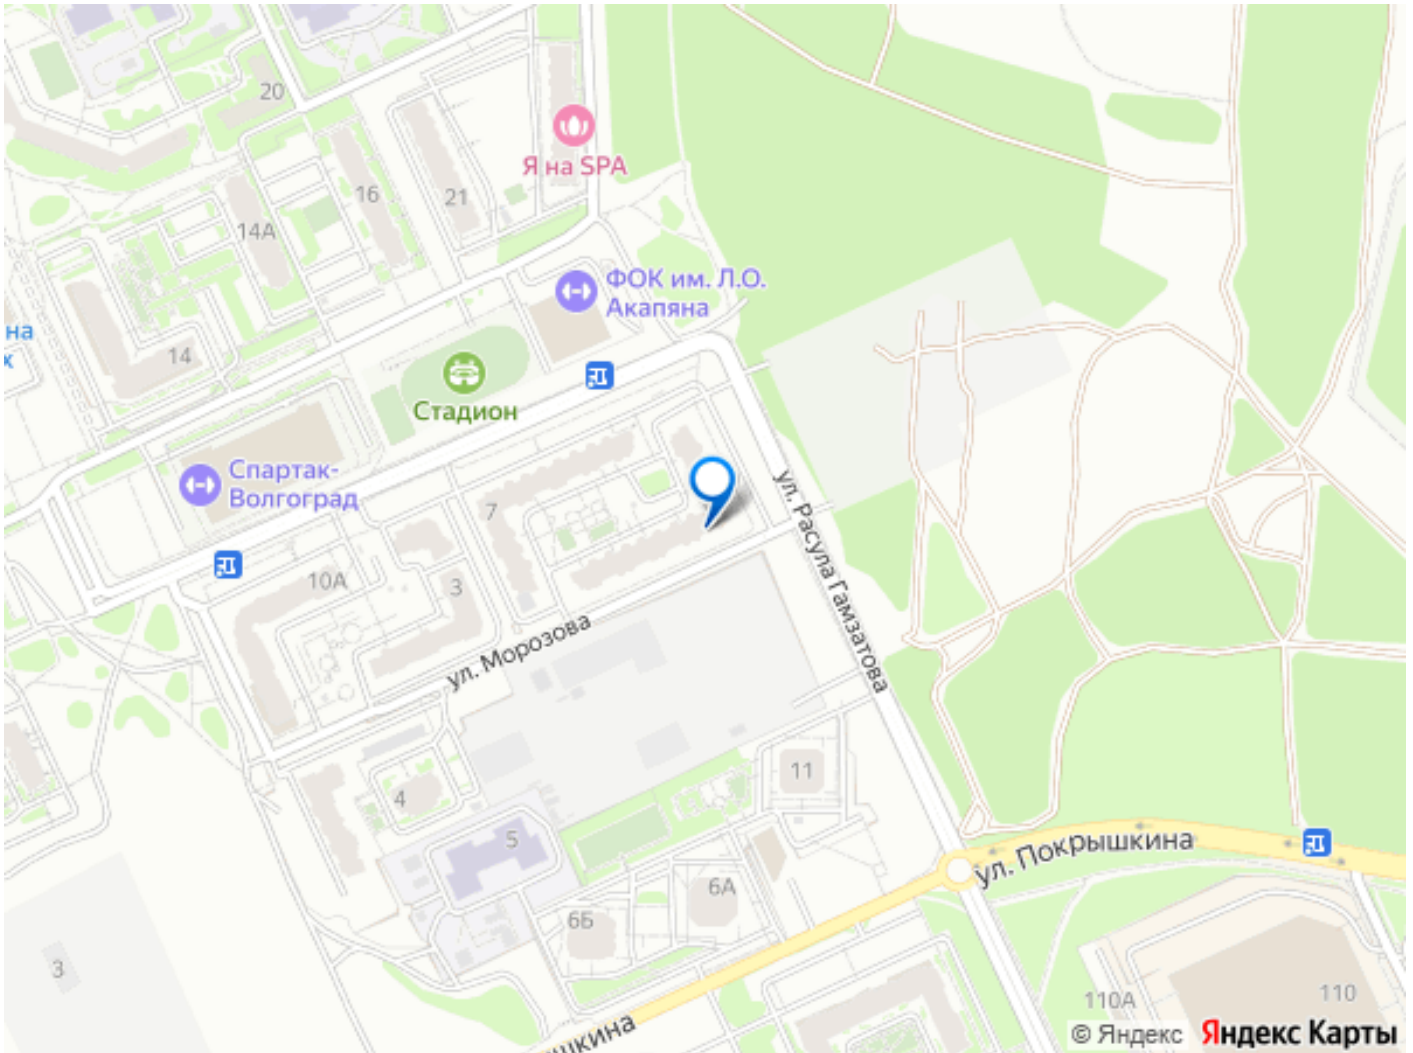 20
Я на SPA
16
21
14А
ФОК им. Л.О.
Акапяна
на
х
14
Стадион
Спартак-
Волгоград
7
ул. Расула Гамзатова
10А
3
ул. Морозова
11
4
5
ул. Покрышкина
6А
6Б
3
110А
110
шкина
© Яндекс
Яндекс Карты